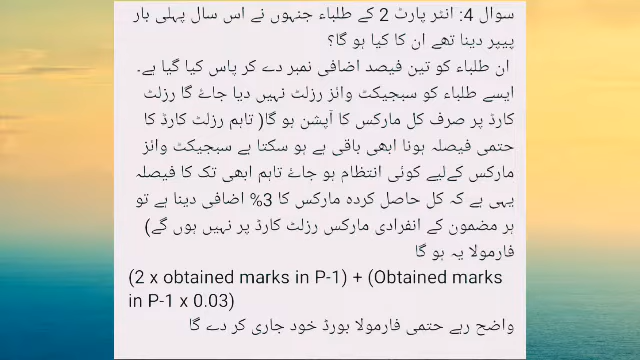 سوال 4: انٹر پارٹ 2 کے طلباء جنہوں نے اس سال پہلی بار
پیپر دینا تھے ان کا کیا ہو گا؟
ان طلباء کو تین فیصد اضافی نمبر دے کر پاس کیا گیا ہے۔
ایسے طلباء کو سبجیکٹ وائز رزلٹ نہیں دیا جاۓ گا رزلٹ
کارڈ پر صرف کل مارکس کا آپشن ہو گا( تاہم رزلٹ کارڈ کا
حتمی فیصلہ ہونا ابھی باقی ہے ہو سکتا ہے سبجیکٹ وائز
مارکس کےلیے کوئی انتظام ہو جاۓ تاہم ابھی تک کا فیصلہ
یہی ہے کہ کل حاصل کردہ مارکس کا 3% اضافی دینا ہے تو
ہر مضمون کے انفرادی مارکس رزلٹ کارڈ پر نہیں ہوں گے)
فارمولا یہ ہو گا
(2 x obtained marks in P-1) + (Obtained marks
in P-1 x 0.03)
واضح رہے حتمی فارمولا بورڈ خود جاری کر دے گا